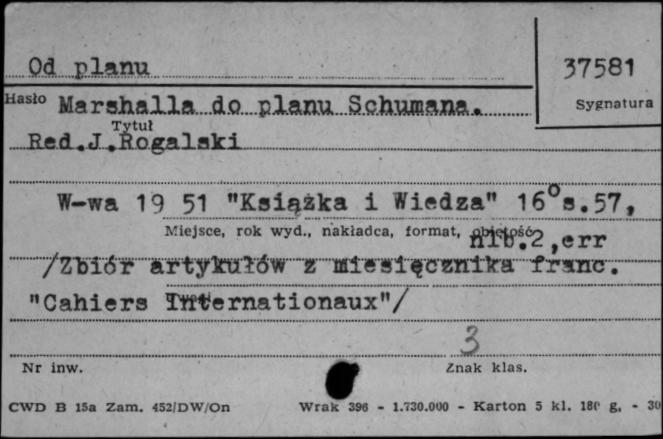 Od planu
37581
Hasło Marshalla do planu Schumana.
Sygnatura
Tytuł
Red.J.Rogalski
W-wa 19 51 "Książka i Wiedza" 16° s.57,
Miejsce, rok wyd., nakładca, format, objętość
nlb.2,err
/Zbiór artykułów z miesięcznika franc.
"Cahiers Internationaux"/
3
Nr inw.
Znak klas.
CWD B 15a Zam. 452/DW/On Wrak 396 - 1.730.000 - Karton 5 kl. 180 g. - 30